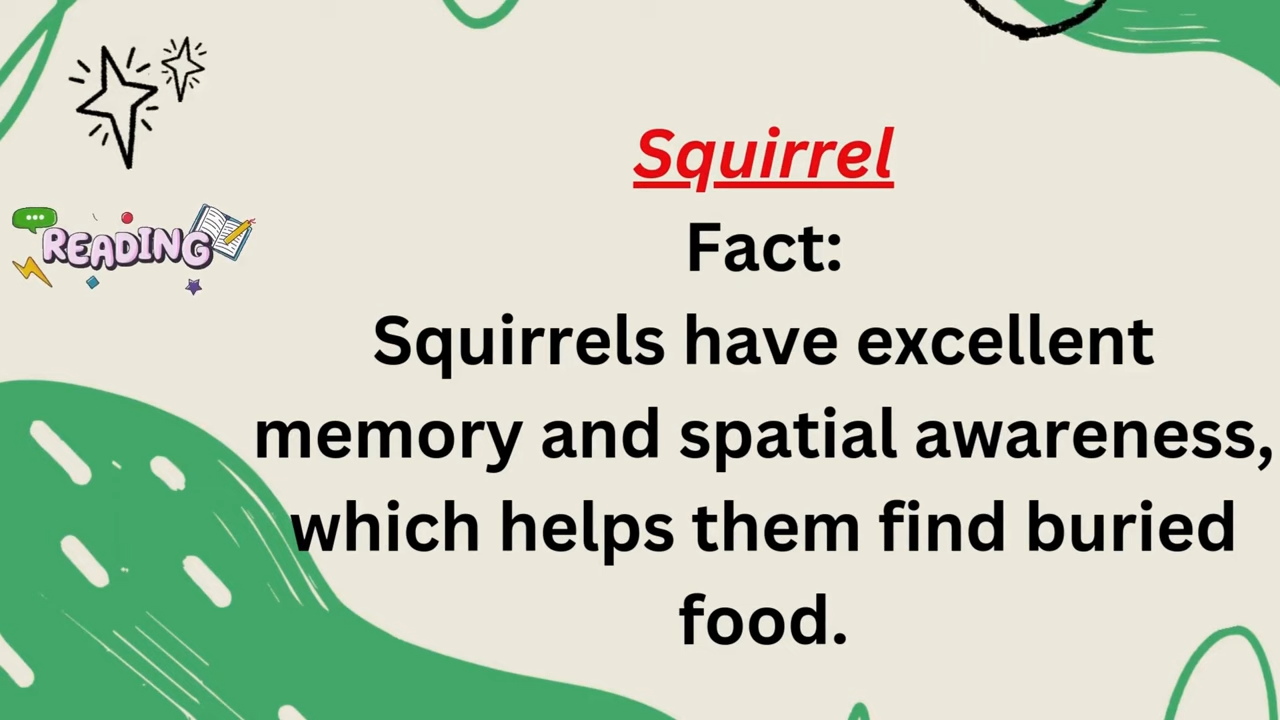 Squirrel
READING
Fact:
Squirrels have excellent
memory and spatial awareness,
which helps them find buried
food.